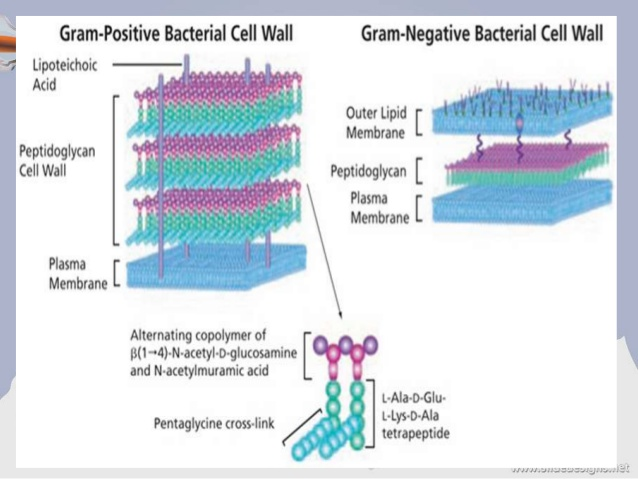 Gram-Positive Bacterial Cell Wall
Lipoteichoic
Acid
Peptidoglycan
Cell Wall
Plasma
Membrane
Gram-Negative Bacterial Cell Wall
Outer Lipid
Membrane
Peptidoglycan
Plasma
Membrane
Alternating copolymer of
β(1→4)-N-acetyl-D-glucosamine
and N-acetylmuramic acid
Pentaglycine cross-link
L-Ala-D-Glu-
L-Lys-D-Ala
tetrapeptide